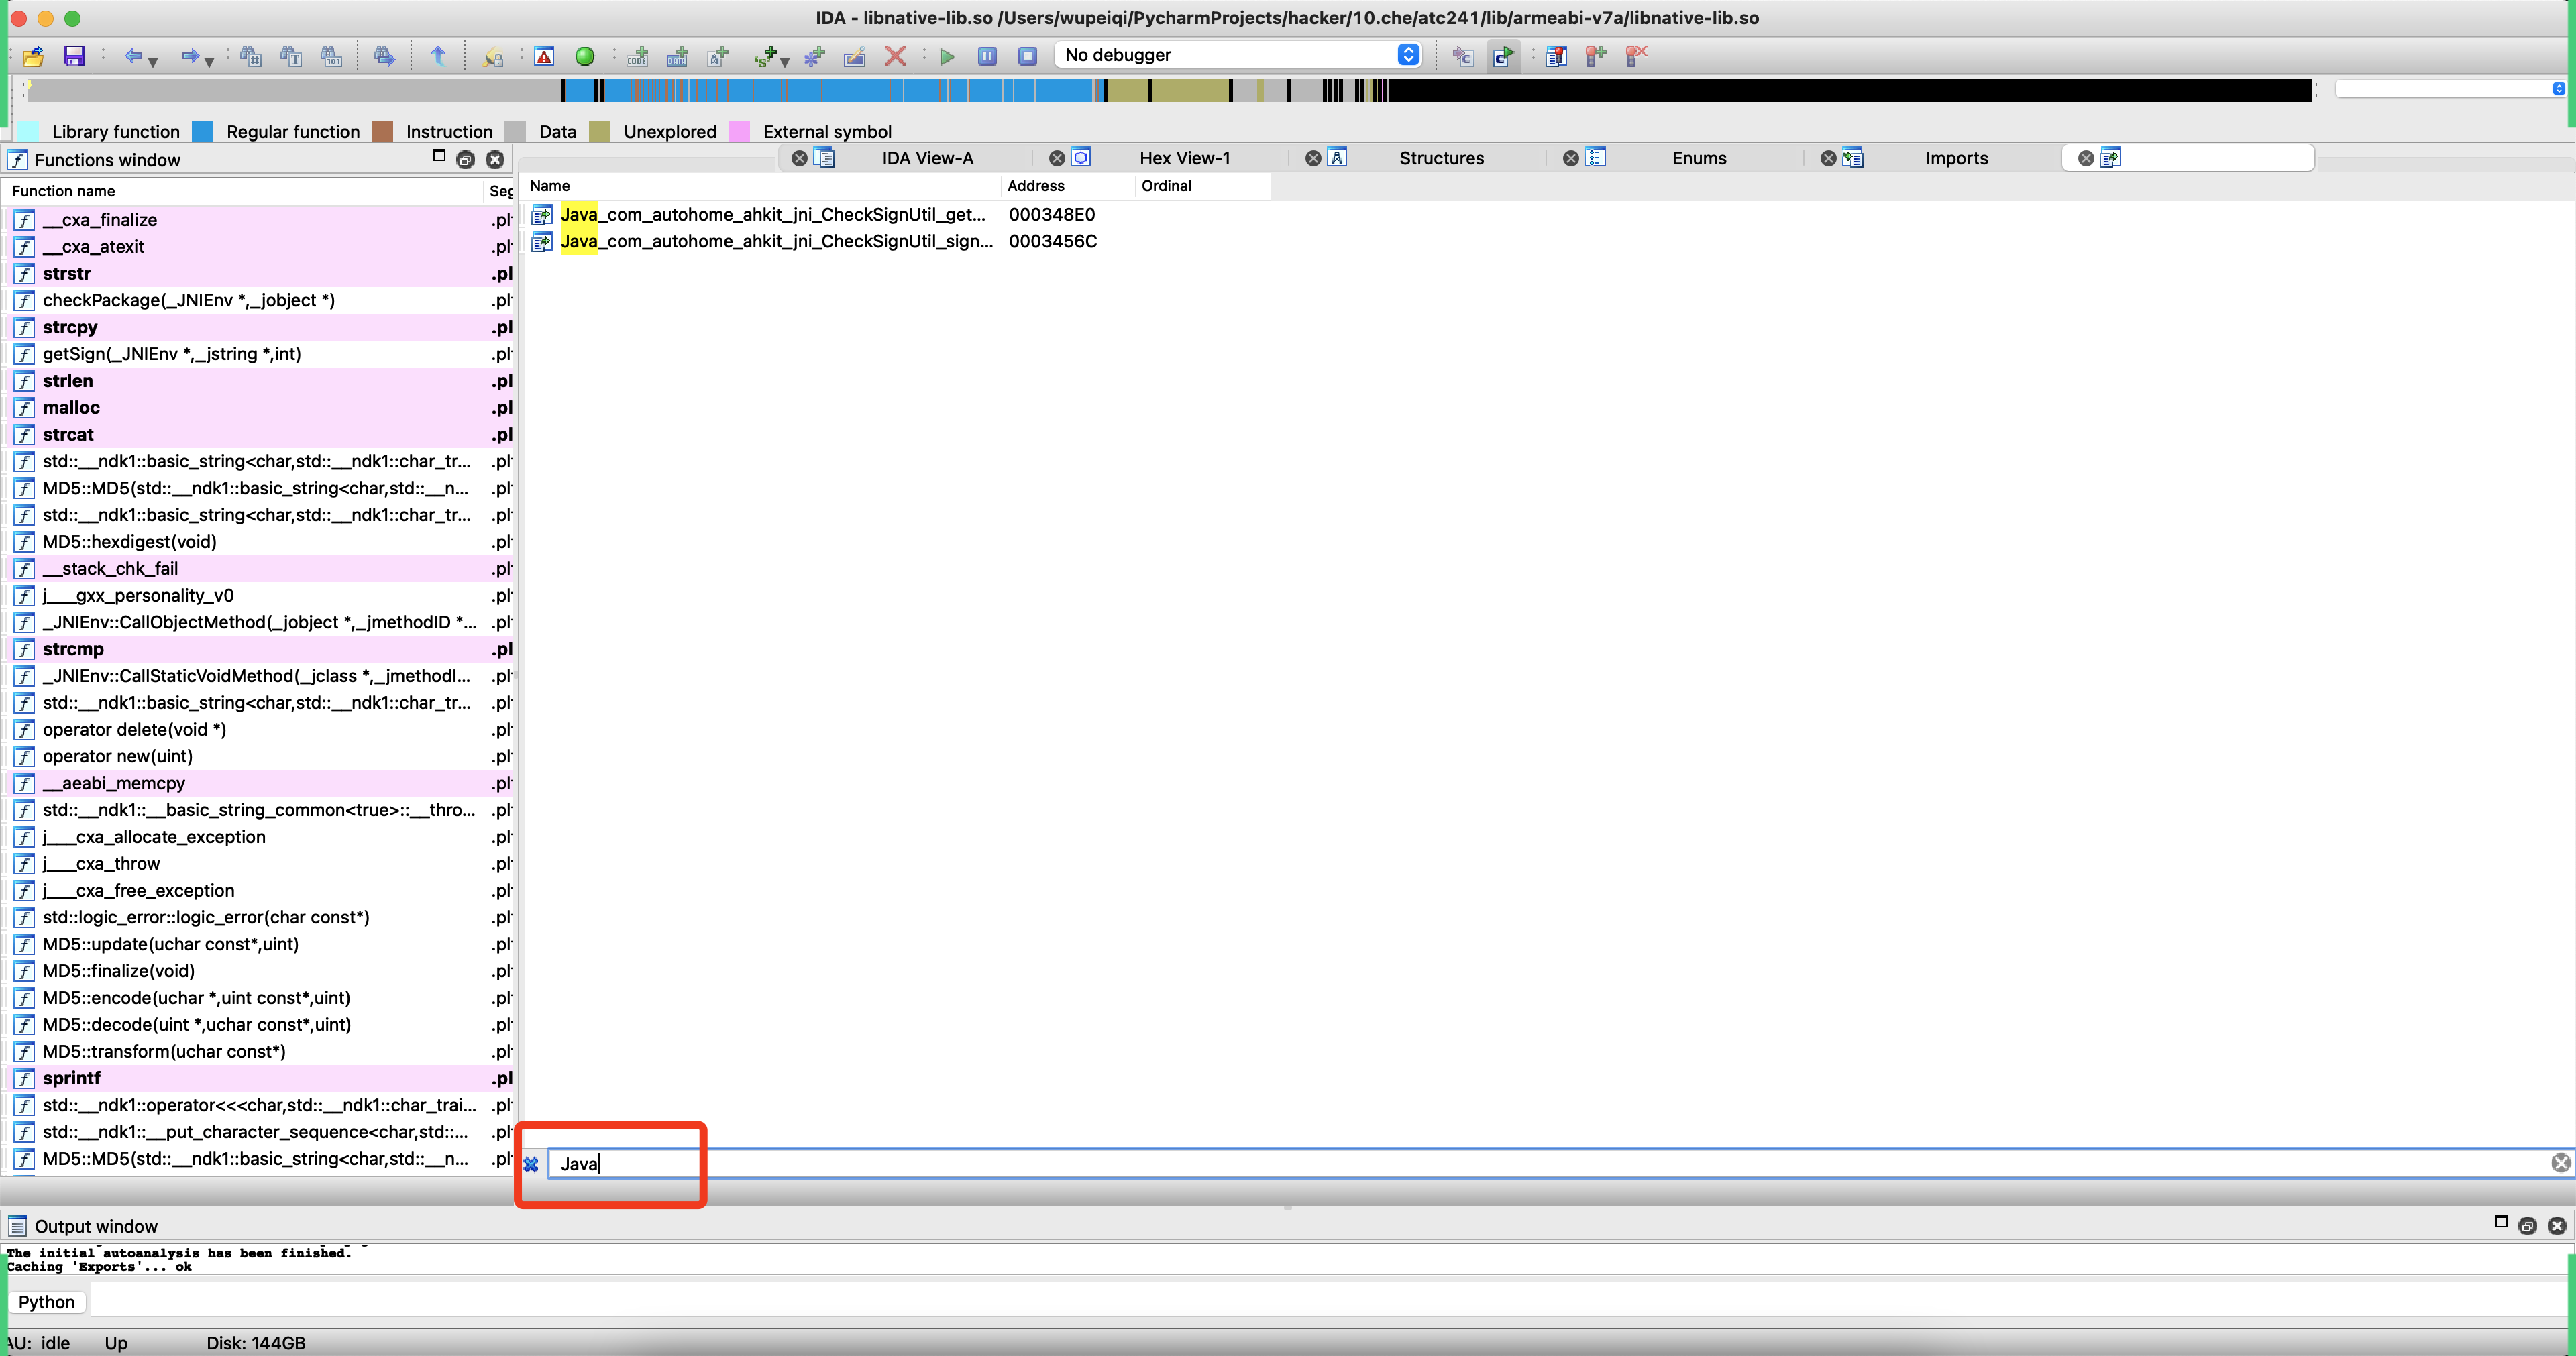 IDA - libnative-lib.so /Users/wupeiqi/PycharmProjects/hacker/10.che/atc241/lib/armeabi-v7a/libnative-lib.so
No debugger
Library function Regular function Instruction Data Unexplored External symbol
Functions window
IDA View-A Hex View-1 Structures Enums Imports
Function name Seg
Name Address Ordinal
Java_com_autohome_ahkit_jni_CheckSignUtil_get... 000348E0
Java_com_autohome_ahkit_jni_CheckSignUtil_sign... 0003456C
__cxa_finalize .pl
__cxa_atexit .pl
strstr .pl
checkPackage(_JNIEnv *,_jobject *) .pl
strcpy .pl
getSign(_JNIEnv *,_jstring *,int) .pl
strlen .pl
malloc .pl
strcat .pl
std::__ndk1::basic_string<char,std::__ndk1::char_tr... .pl
MD5::MD5(std::__ndk1::basic_string<char,std::__n... .pl
std::__ndk1::basic_string<char,std::__ndk1::char_tr... .pl
MD5::hexdigest(void) .pl
__stack_chk_fail .pl
j___gxx_personality_v0 .pl
_JNIEnv::CallObjectMethod(_jobject *,_jmethodID *... .pl
strcmp .pl
_JNIEnv::CallStaticVoidMethod(_jclass *,_jmethodI... .pl
std::__ndk1::basic_string<char,std::__ndk1::char_tr... .pl
operator delete(void *) .pl
operator new(uint) .pl
__aeabi_memcpy .pl
std::__ndk1::__basic_string_common<true>::__thro... .pl
j___cxa_allocate_exception .pl
j___cxa_throw .pl
j___cxa_free_exception .pl
std::logic_error::logic_error(char const*) .pl
MD5::update(uchar const*,uint) .pl
MD5::finalize(void) .pl
MD5::encode(uchar *,uint const*,uint) .pl
MD5::decode(uint *,uchar const*,uint) .pl
MD5::transform(uchar const*) .pl
sprintf .pl
std::__ndk1::operator<<<char,std::__ndk1::char_trai... .pl
std::__ndk1::__put_character_sequence<char,std::... .pl
MD5::MD5(std::__ndk1::basic_string<char,std::__n... .pl
Java
Output window
The initial autoanalysis has been finished.
Caching 'Exports'... ok
Python
AU: idle Up Disk: 144GB